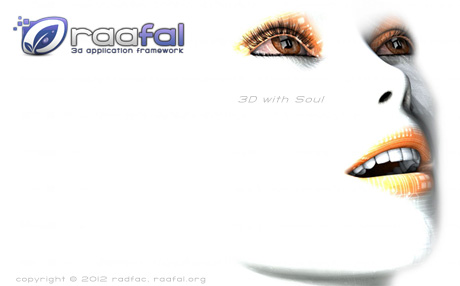 raafal
3d application framework
3D with Soul
copyright © 2012 radfac, raafal.org